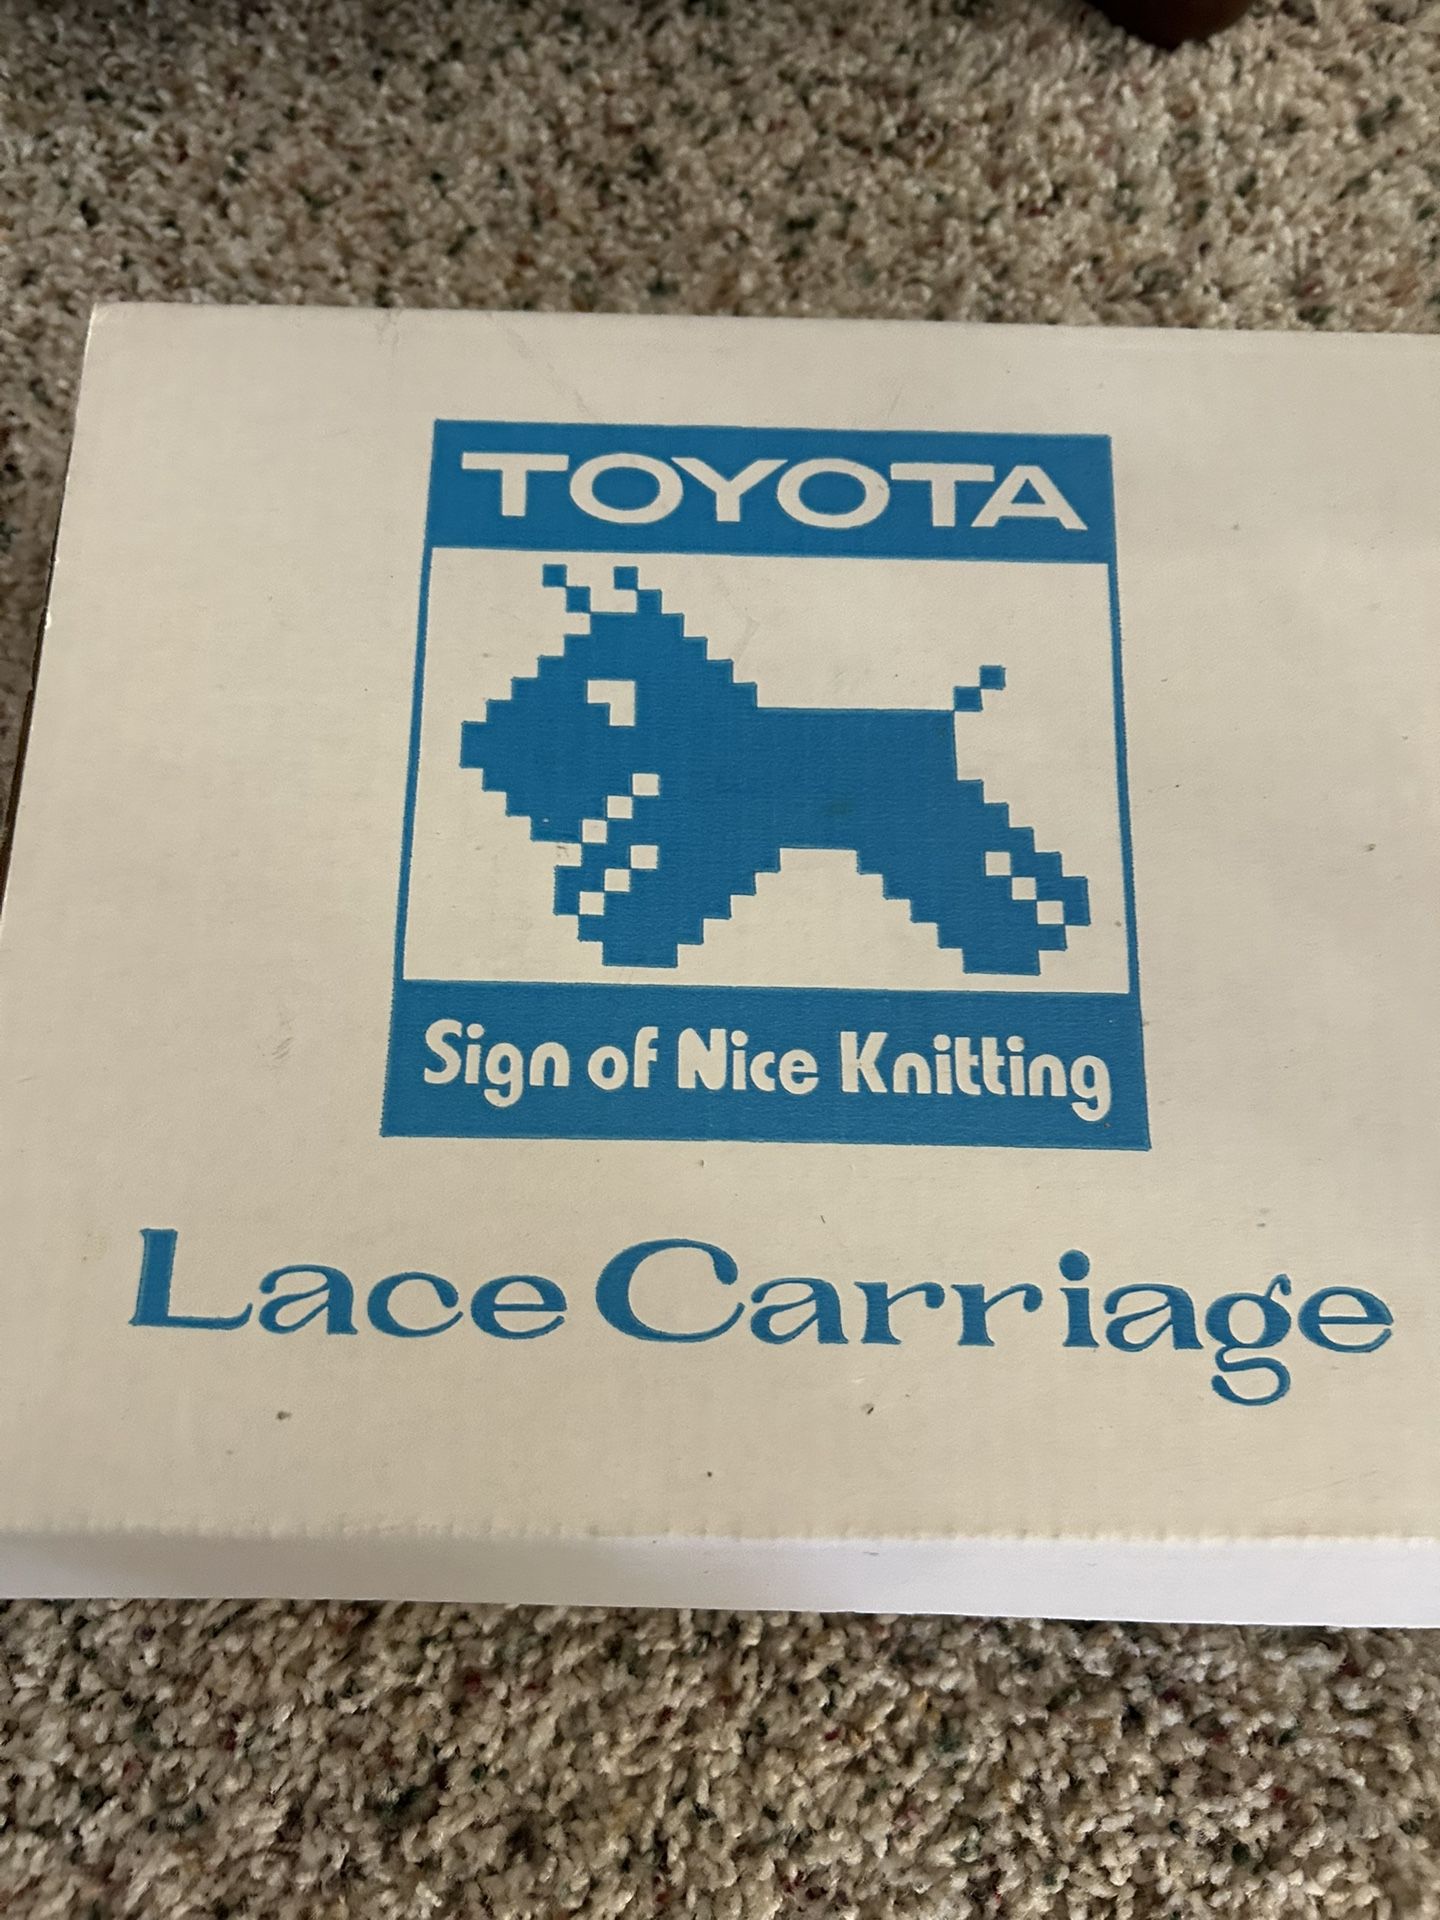 TOYOTA
Sign of Nice Knitting
Lace Carriage